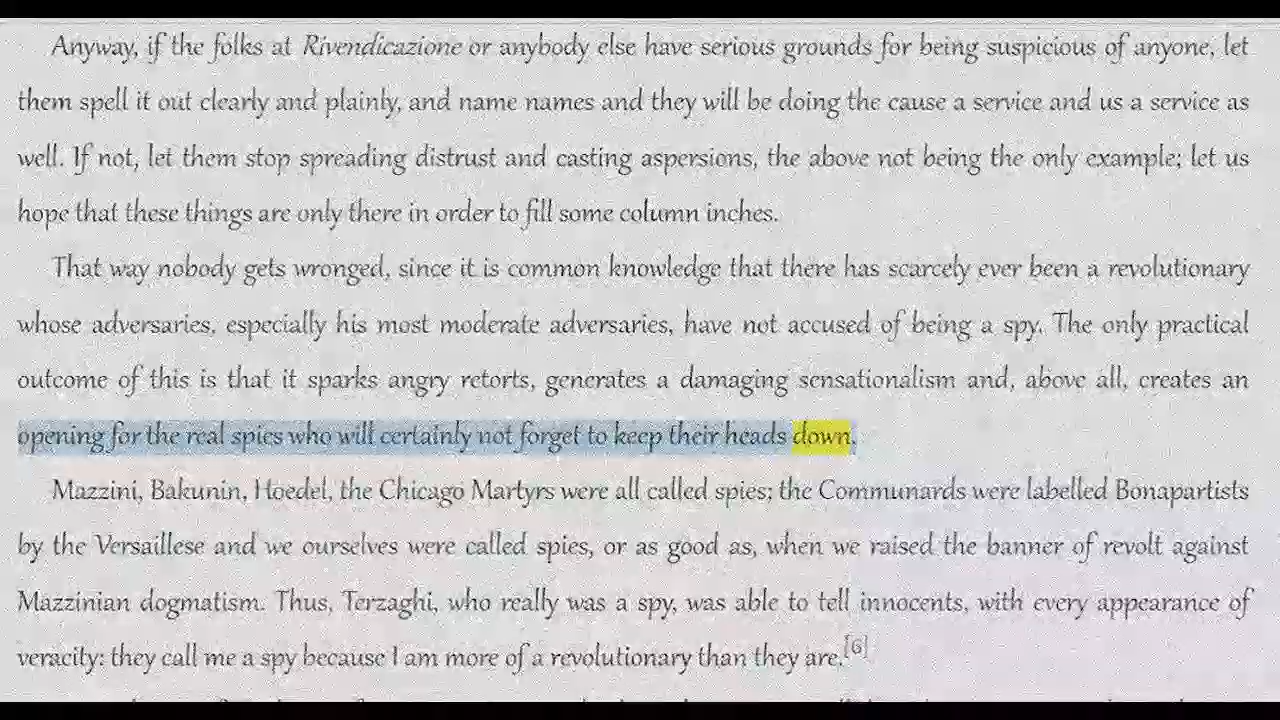 Anyway, if the folks at Rivendicazione or anybody else have serious grounds for being suspicious of anyone, let
them spell it out clearly and plainly, and name names and they will be doing the cause a service and us a service as
well. If not, let them stop spreading distrust and casting aspersions, the above not being the only example; let us
hope that these things are only there in order to fill some column inches.
That way nobody gets wronged, since it is common knowledge that there has scarcely ever been a revolutionary
whose adversaries, especially his most moderate adversaries, have not accused of being a spy. The only practical
outcome of this is that it sparks angry retorts, generates a damaging sensationalism and, above all, creates an
opening for the real spies who will certainly not forget to keep their heads down.
Mazzini, Bakunin, Hoedel, the Chicago Martyrs were all called spies; the Communards were labelled Bonapartists
by the Versaillese and we ourselves were called spies, or as good as, when we raised the banner of revolt against
Mazzinian dogmatism. Thus, Terzaghi, who really was a spy, was able to tell innocents, with every appearance of
veracity: they call me a spy because I am more of a revolutionary than they are.[6]